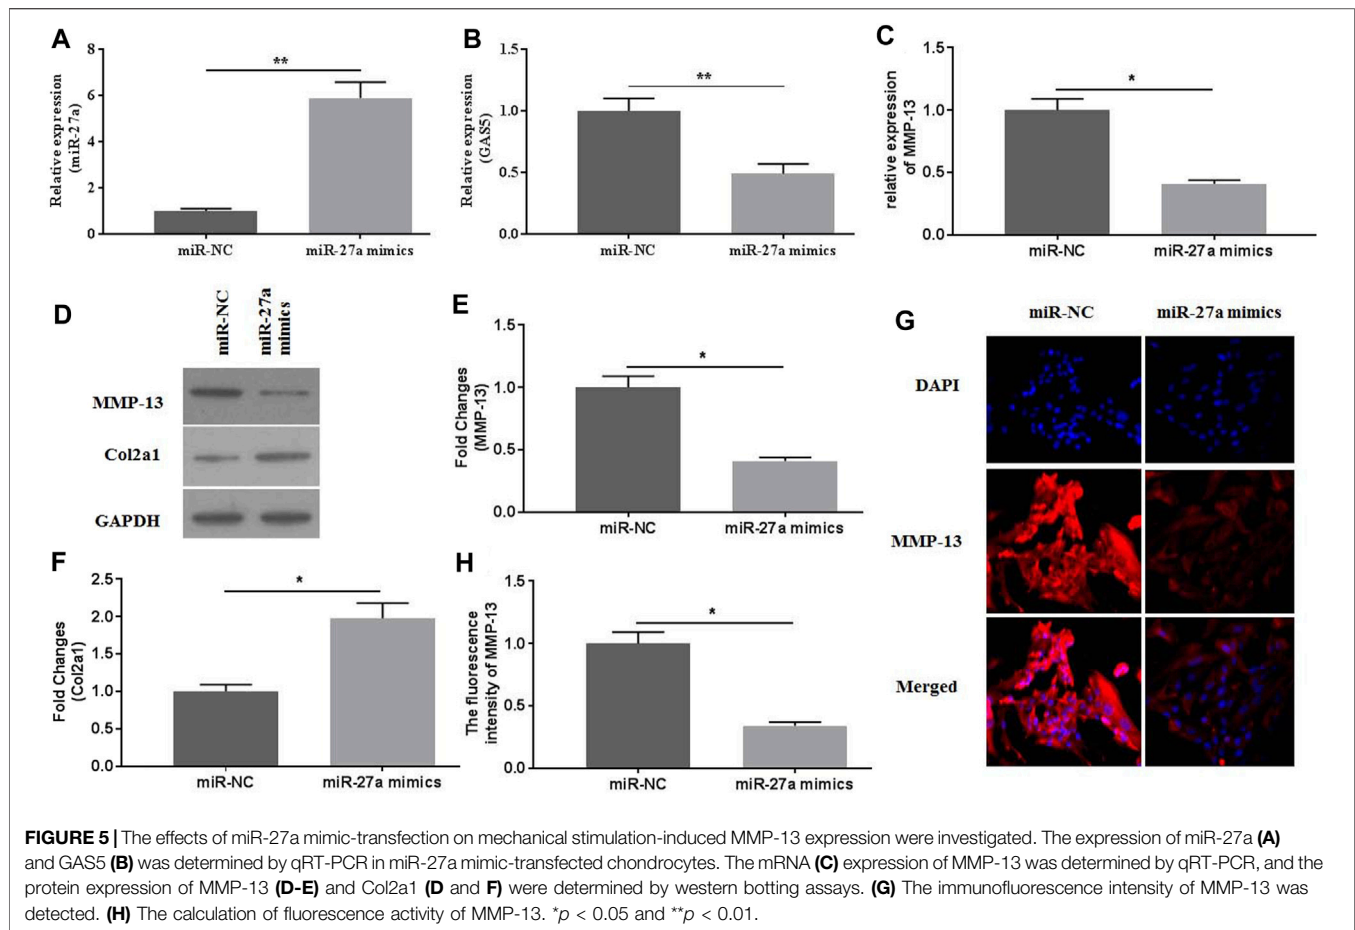 A
Relative expression
(miR-27a)
8
6
4
2
0
**
miR-NC
miR-27a mimics
B
Relative expression
(GAS5)
1.5
1.0
0.5
0.0
**
miR-NC
miR-27a mimics
C
relative expression
of MMP-13
1.5
1.0
0.5
0.0
*
miR-NC
miR-27a mimics
D
miR-NC
miR-27a
mimics
MMP-13
Col2a1
GAPDH
E
Fold Changes
(MMP-13)
1.5
1.0
0.5
0.0
*
miR-NC
miR-27a mimics
F
Fold Changes
(Col2a1)
2.5
2.0
1.5
1.0
0.5
0.0
*
miR-NC
miR-27a mimics
H
The fluorescence
intensity of MMP-13
1.5
1.0
0.5
0.0
*
miR-NC
miR-27a mimics
G
miR-NC
miR-27a mimics
DAPI
MMP-13
Merged
FIGURE 5 | The effects of miR-27a mimic-transfection on mechanical stimulation-induced MMP-13 expression were investigated. The expression of miR-27a (A)
and GAS5 (B) was determined by qRT-PCR in miR-27a mimic-transfected chondrocytes. The mRNA (C) expression of MMP-13 was determined by qRT-PCR, and the
protein expression of MMP-13 (D-E) and Col2a1 (D and F) were determined by western botting assays. (G) The immunofluorescence intensity of MMP-13 was
detected. (H) The calculation of fluorescence activity of MMP-13. *p < 0.05 and **p < 0.01.